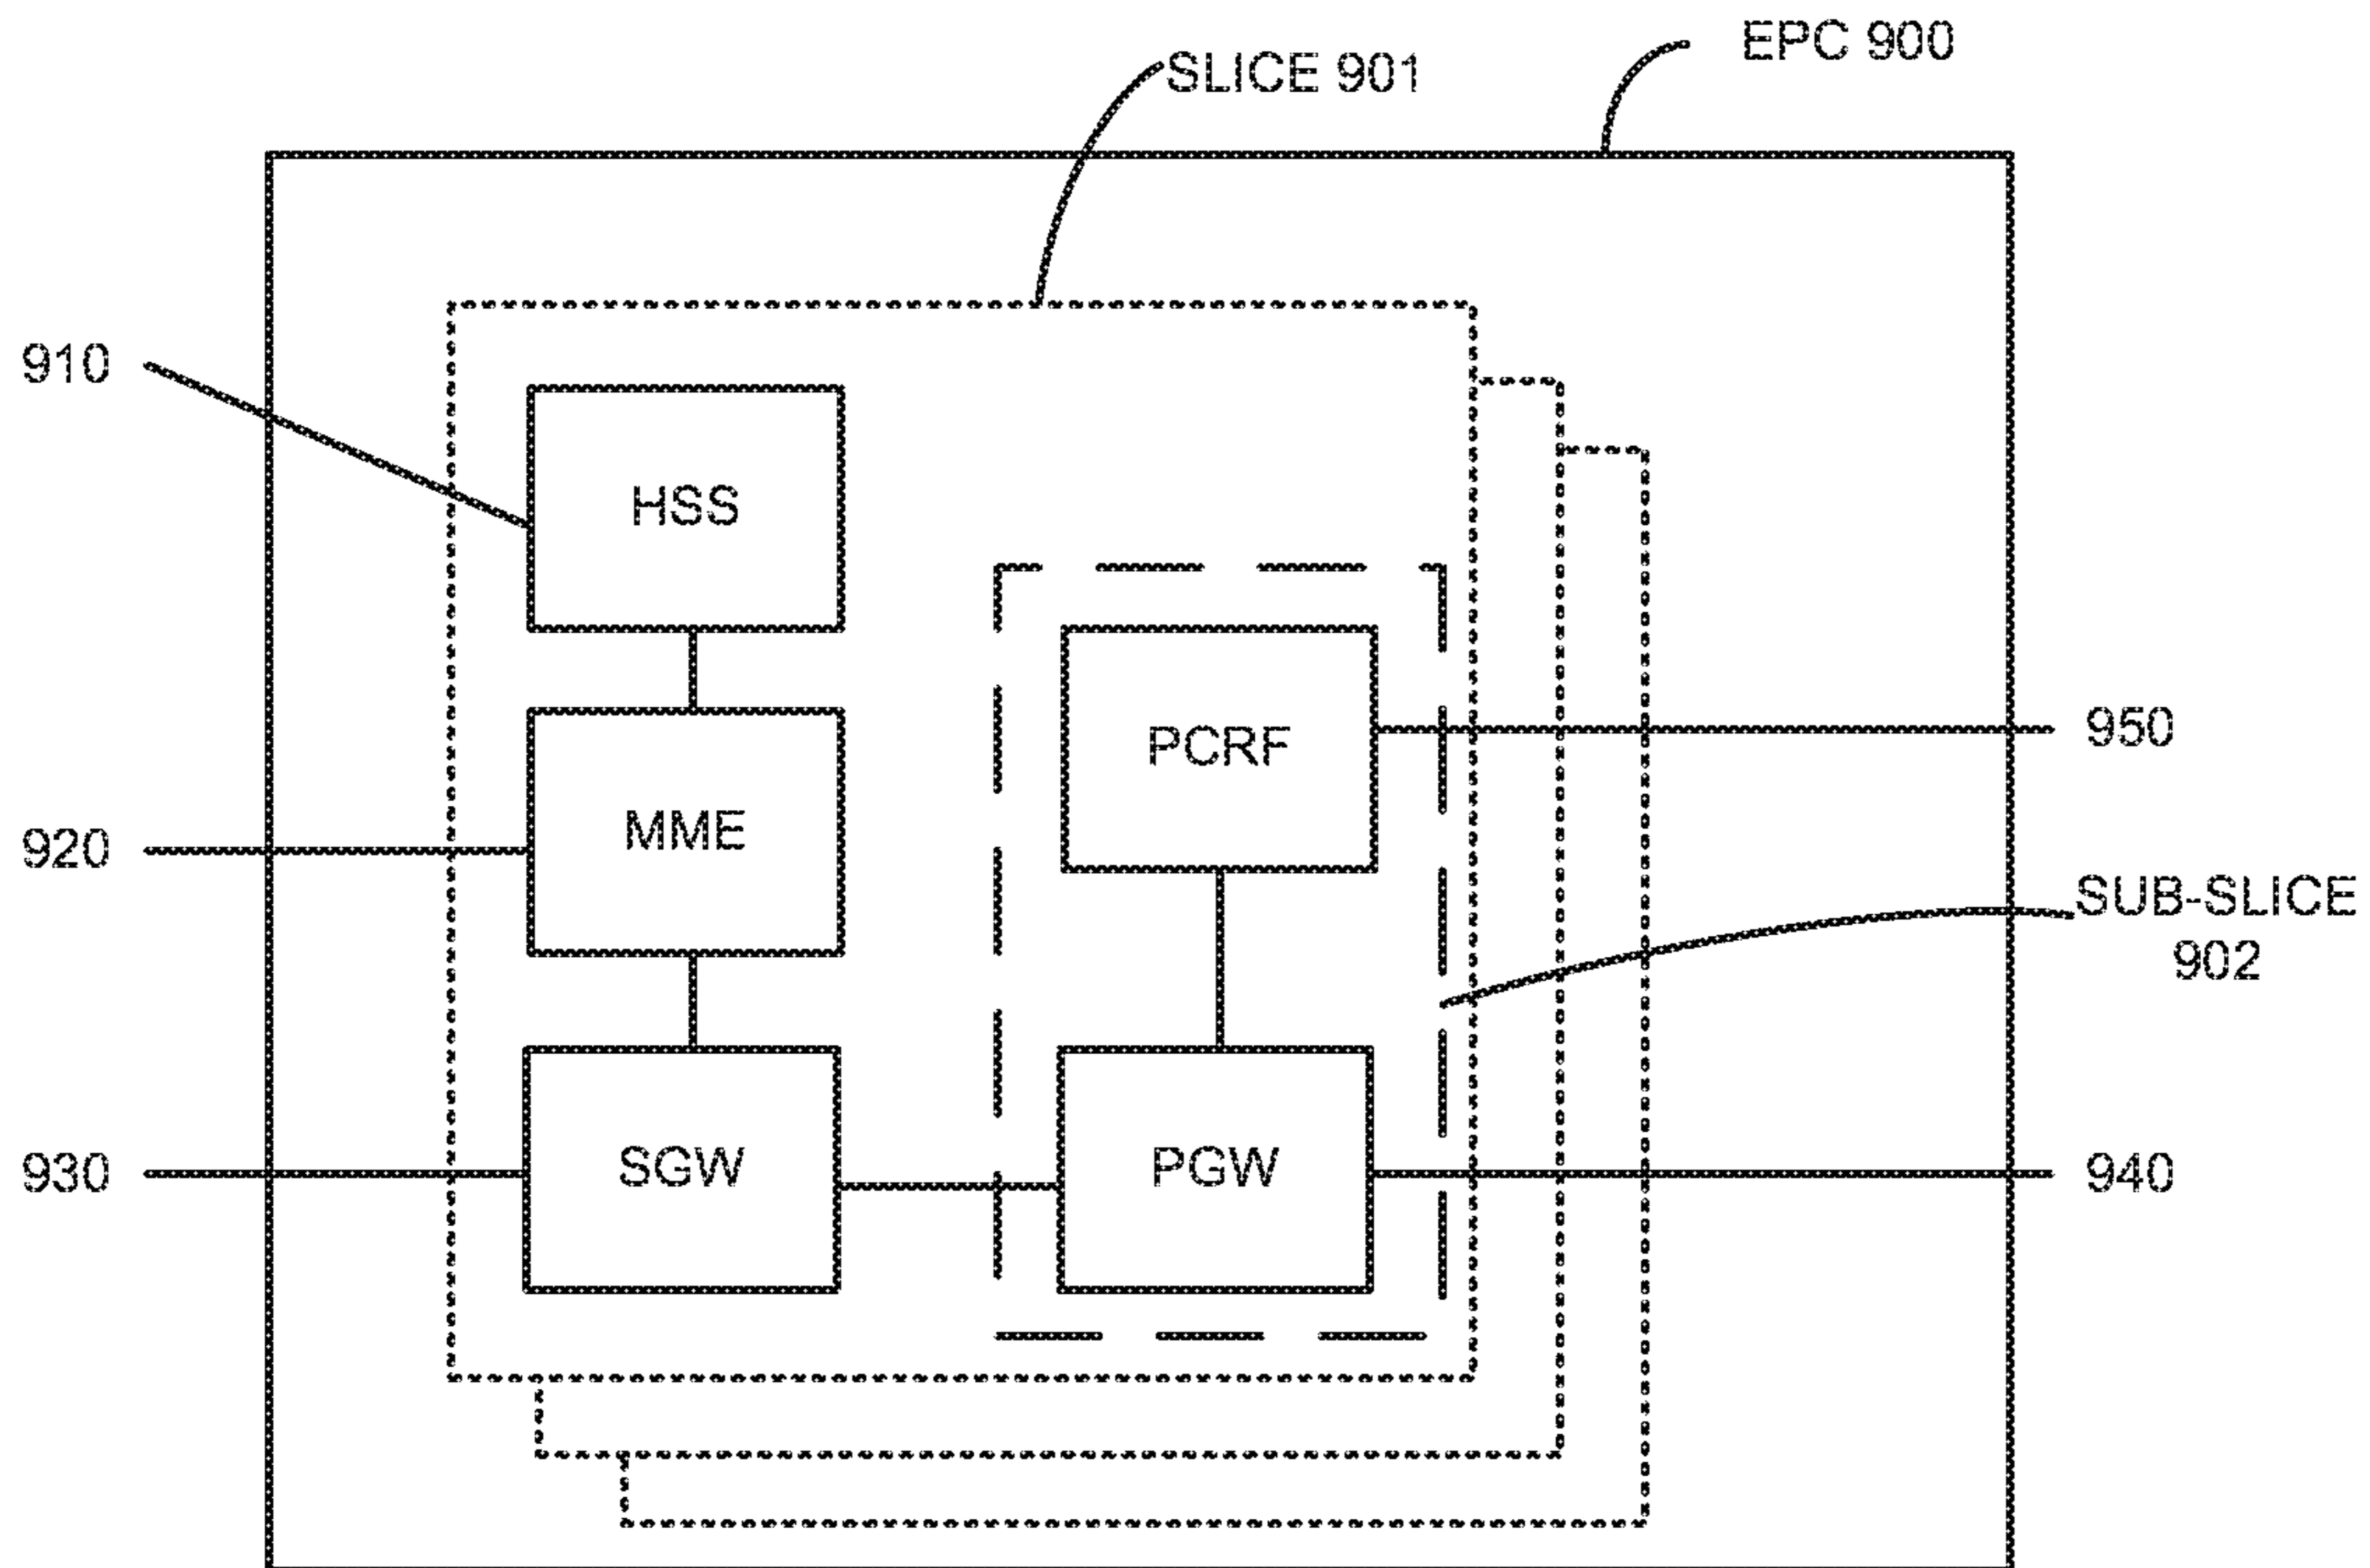 EPC 900
SLICE 901
910
HSS
PCRF
950
920
MME
SUB-SLICE
902
930
SGW
PGW
940